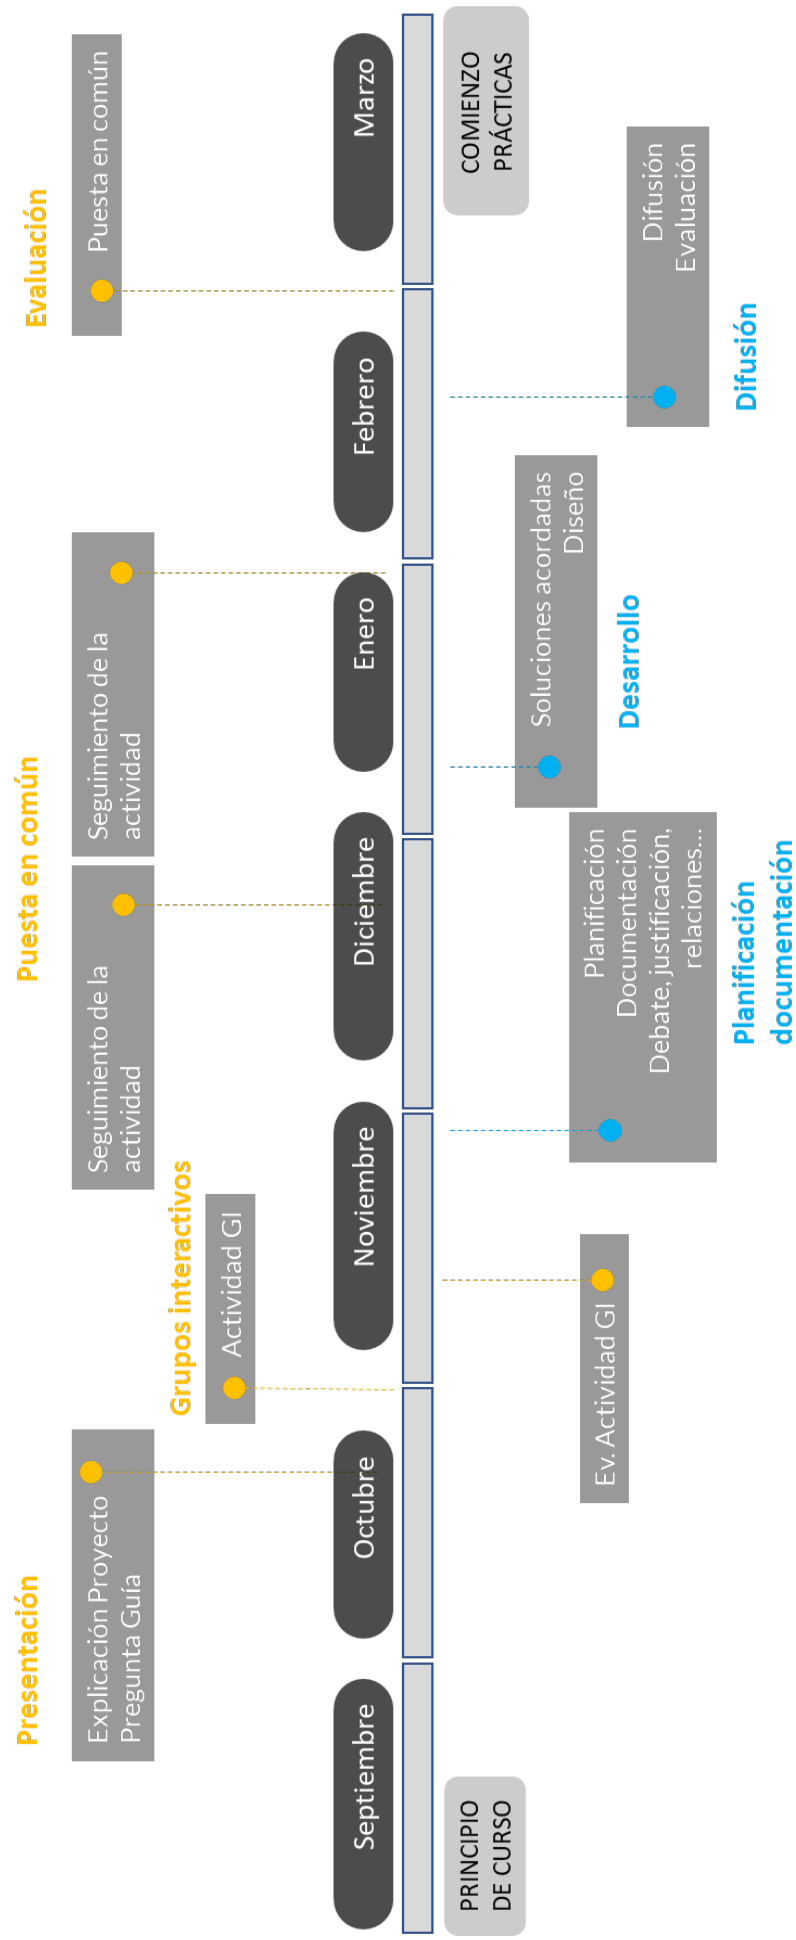 Presentación
Explicación Proyecto
Pregunta Guía
Grupos interactivos
Actividad GI
Puesta en común
Seguimiento de la
actividad
Seguimiento de la
actividad
Evaluación
Puesta en común
Septiembre
Octubre
Noviembre
Diciembre
Enero
Febrero
Marzo
PRINCIPIO
DE CURSO
COMIENZO
PRÁCTICAS
Ev. Actividad GI
Planificación
Documentación
Debate, justificación,
relaciones...
Planificación
documentación
Soluciones acordadas
Diseño
Desarrollo
Difusión
Evaluación
Difusión